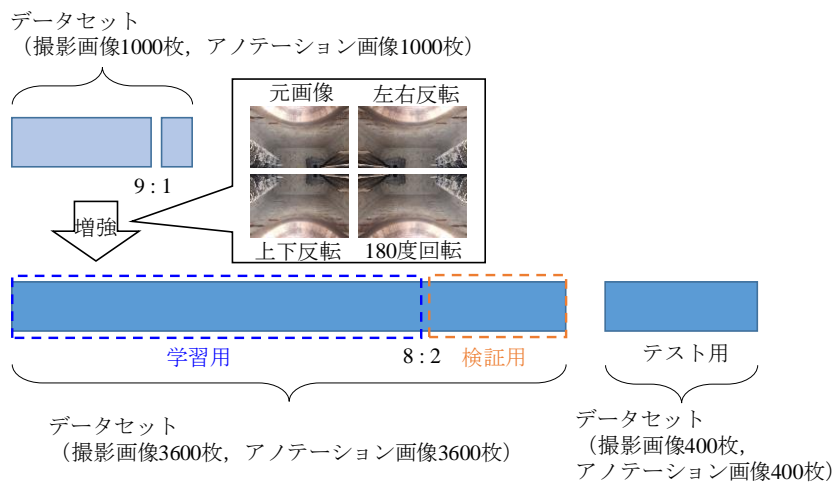 データセット
（撮影画像1000枚，アノテーション画像1000枚）
元画像
左右反転
9 : 1
増強
上下反転
180度回転
学習用
8 : 2
検証用
テスト用
データセット
（撮影画像3600枚，アノテーション画像3600枚）
データセット
（撮影画像400枚，
アノテーション画像400枚）